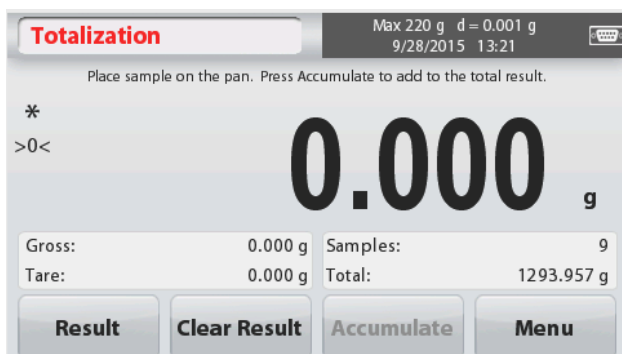 Totalization
Max 220 g d = 0.001 g
9/28/2015 13:21
Place sample on the pan. Press Accumulate to add to the total result.
*
>0<
0.000 g
Gross: 0.000 g
Tare: 0.000 g
Samples: 9
Total: 1293.957 g
Result
Clear Result
Accumulate
Menu